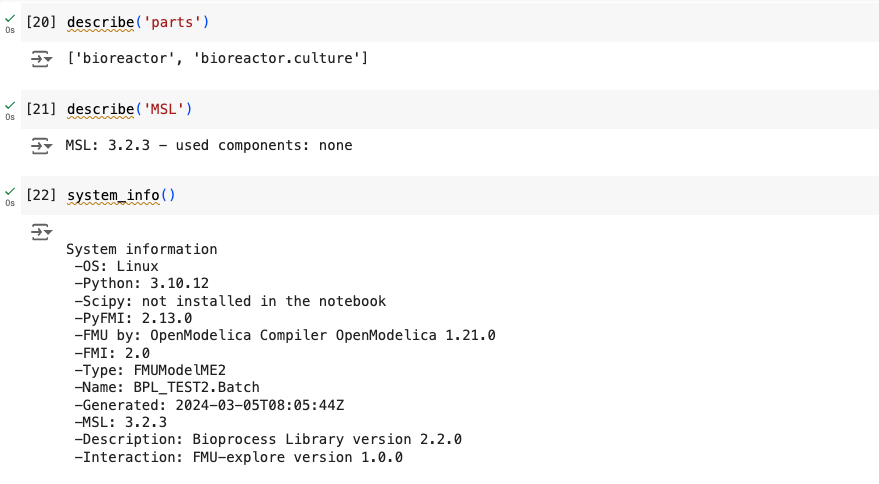 [20] describe('parts')
0s
['bioreactor', 'bioreactor.culture']
[21] describe('MSL')
0s
MSL: 3.2.3 – used components: none
[22] system_info()
0s
System information
–OS: Linux
–Python: 3.10.12
–Scipy: not installed in the notebook
–PyFMI: 2.13.0
–FMU by: OpenModelica Compiler OpenModelica 1.21.0
–FMI: 2.0
–Type: FMUModelME2
–Name: BPL_TEST2.Batch
–Generated: 2024-03-05T08:05:44Z
–MSL: 3.2.3
–Description: Bioprocess Library version 2.2.0
–Interaction: FMU-explore version 1.0.0